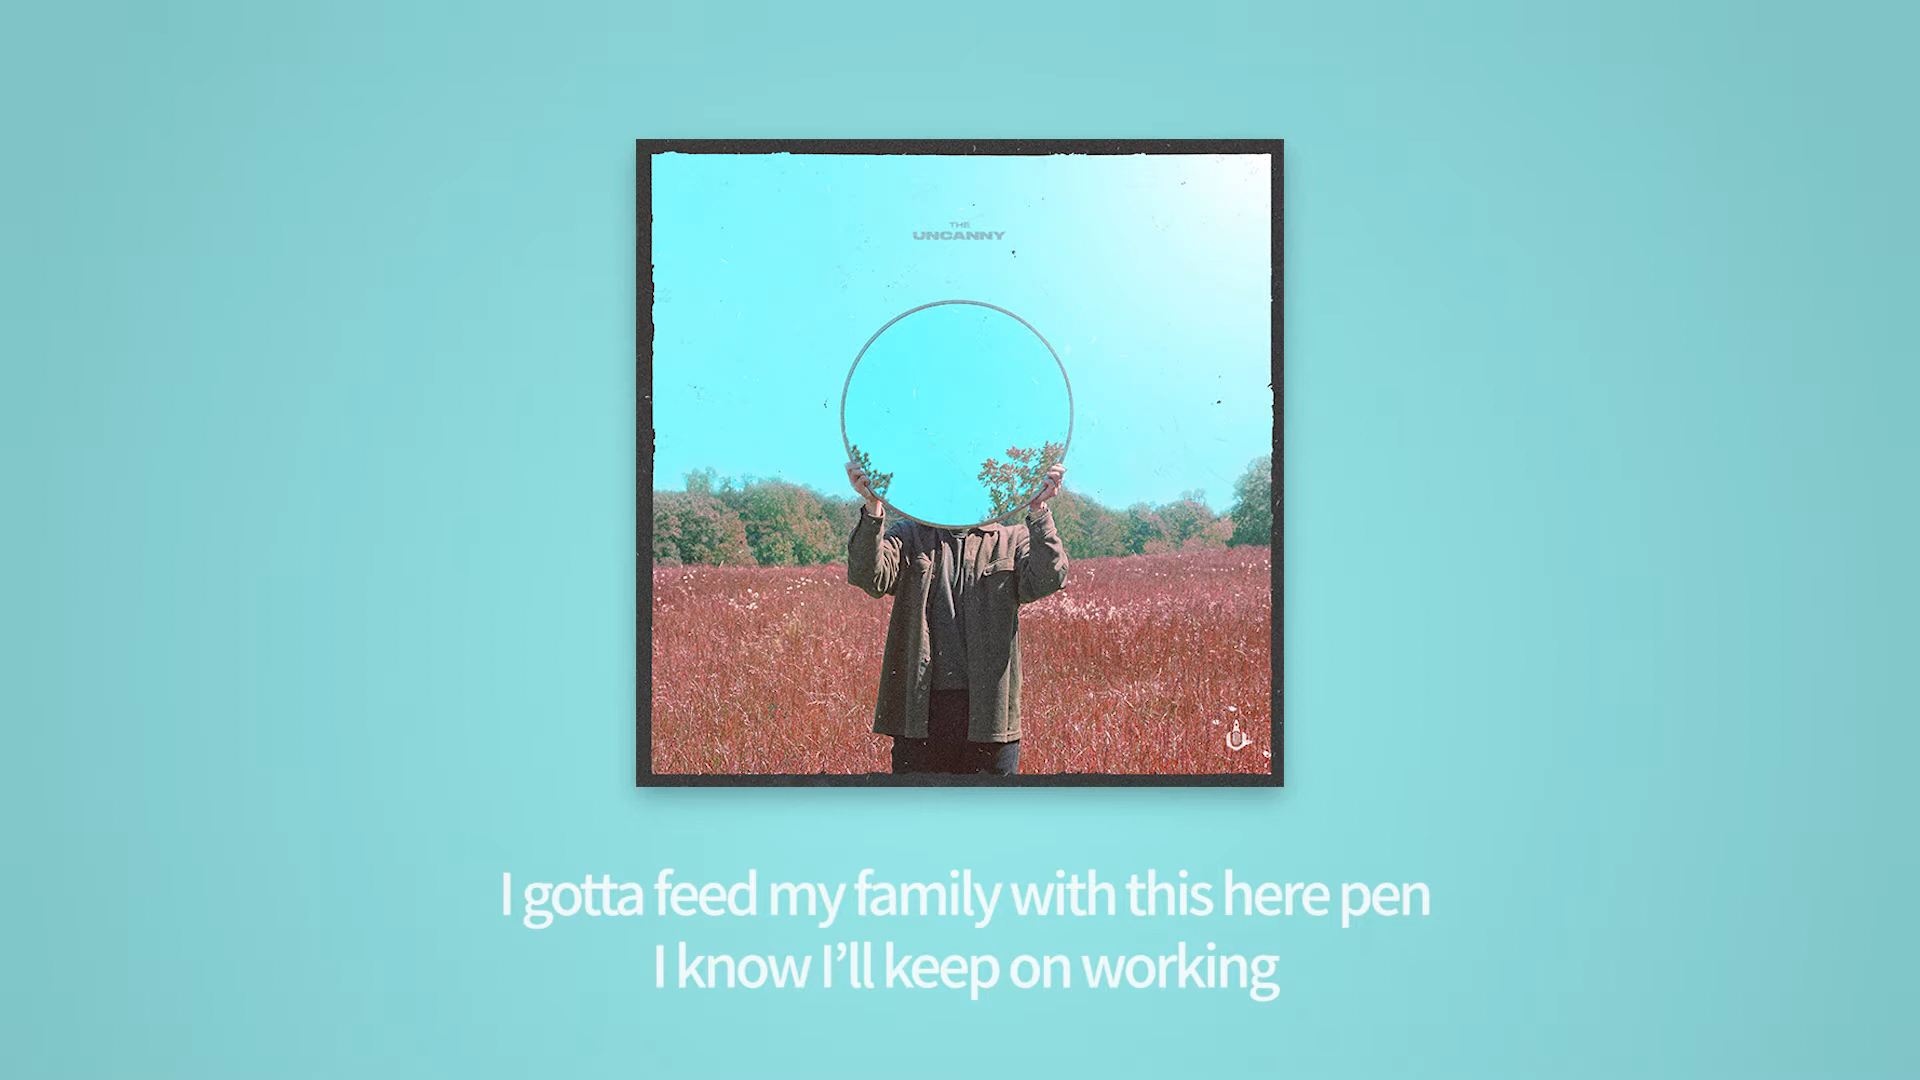 THE
UNCANNY
I gotta feed my family with this here pen
I know I’ll keep on working